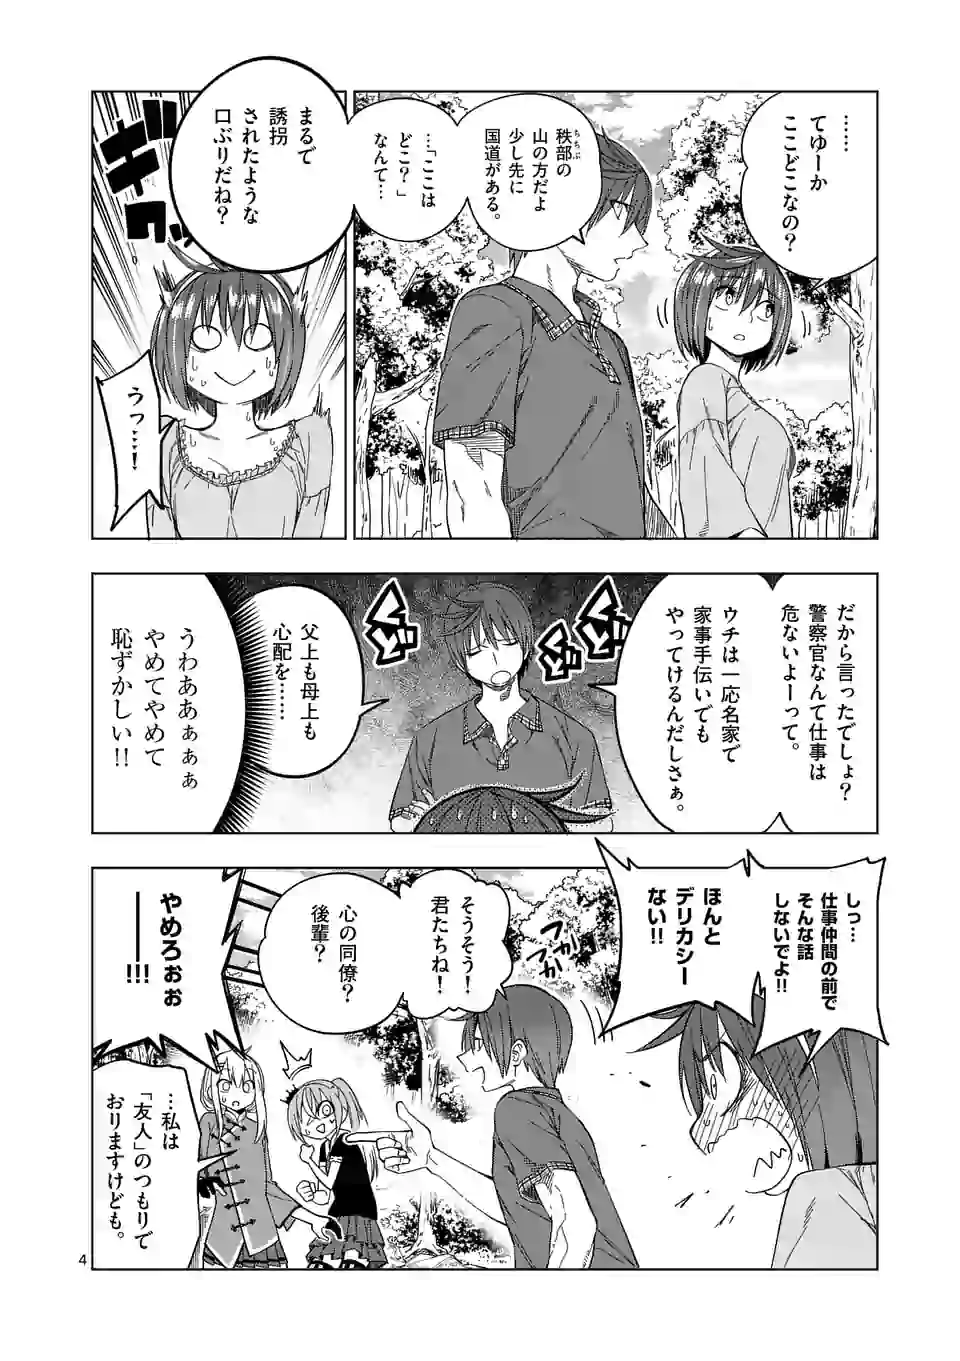 ……
てゆーか
ここどこなの?
秩部の
ちちぶ
山の方だよ
少し先に
国道がある。
…「ここは
どこ?」
なんて…
まるで
誘拐
されたような
口ぶりだね?
ギギクッ
うっ…!
だから言ったでしょ?
警察官なんて仕事は
危ないよーって。
ウチは一応名家で
家事手伝いでも
やってけるんだしさぁ。
父上も母上も
心配を……
うわああぁぁぁ
やめてやめて
恥ずかしい!!
しっ…
仕事仲間の前で
そんな話
しないでよ!!
ほんと
デリカシー
ない!!
そうそう!
君たちね!
心の同僚?
後輩?
やめろぉぉ
――!!!
…私は
「友人」のつもりで
おりますけども。
4